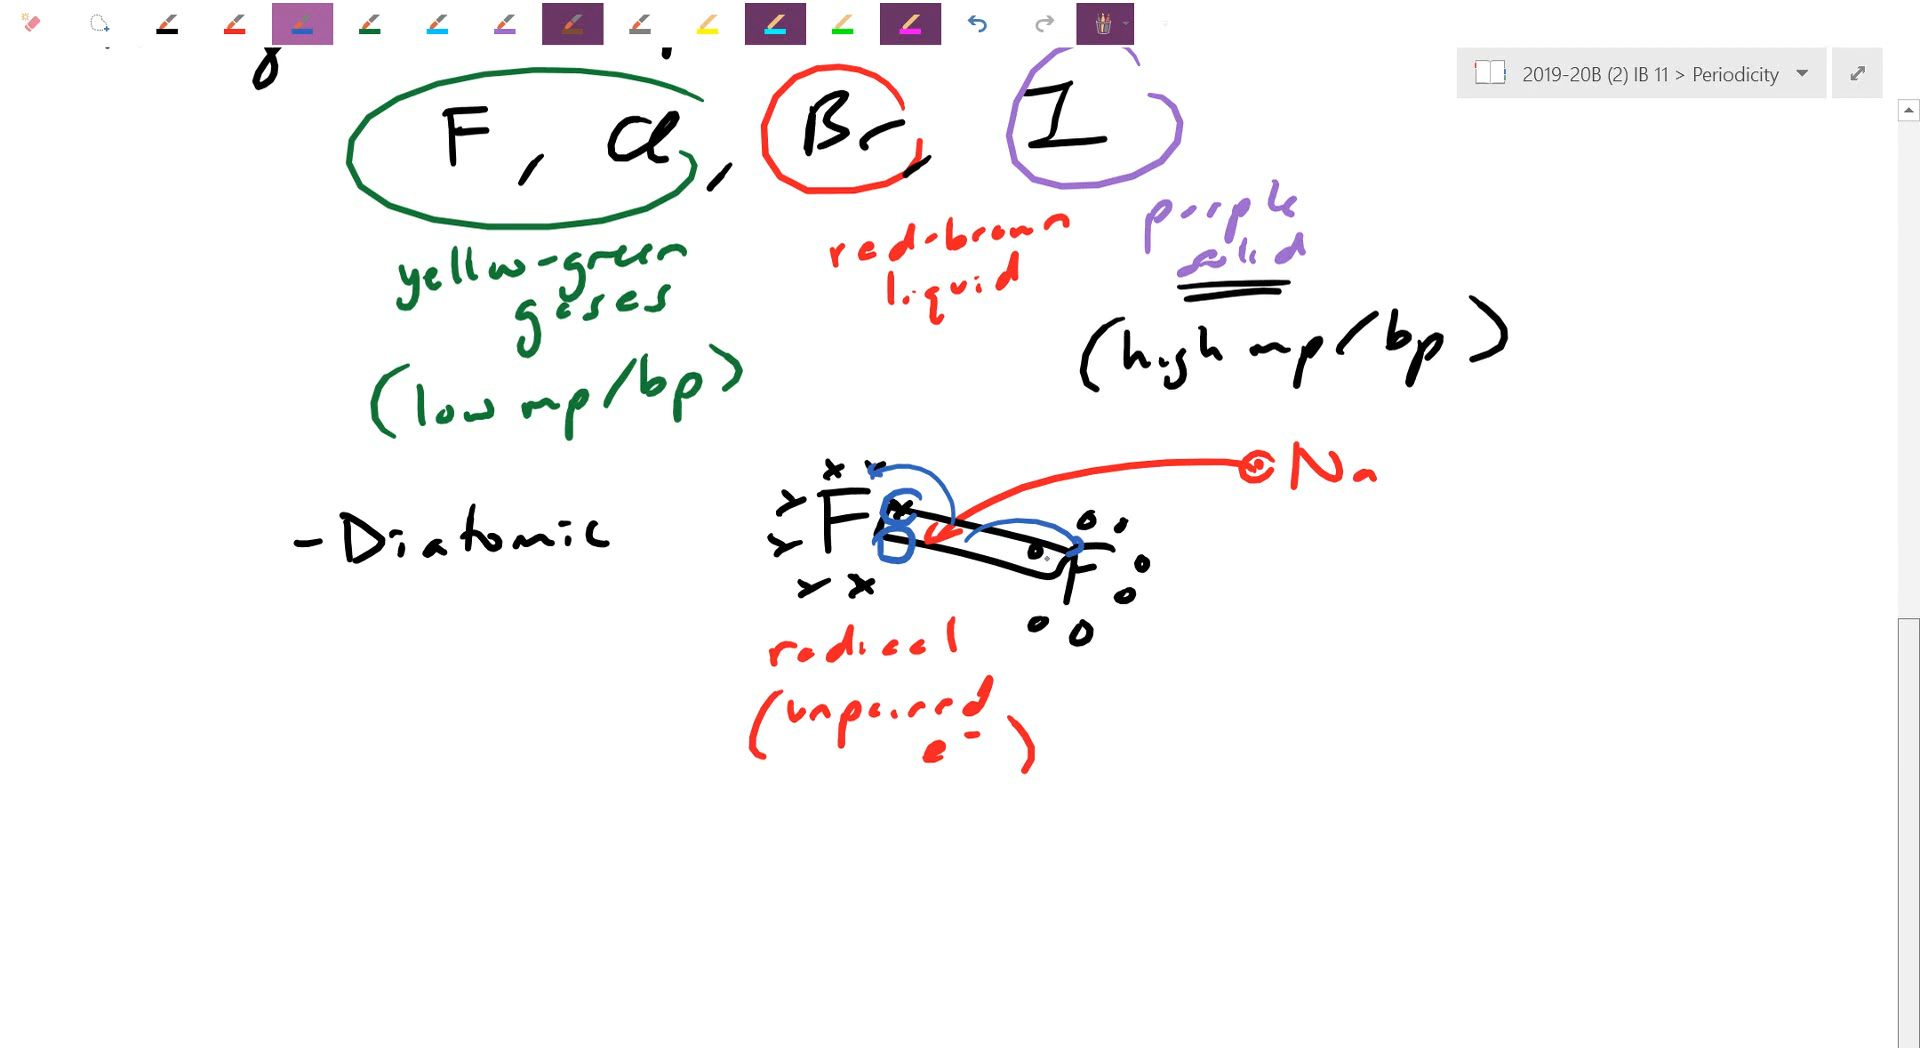 2019-20B (2) IB 11 > Periodicity
F, Cl, Br, I
yellow-green
gases
(low mp/bp)
red-brown
liquid
purple
solid
(high mp/bp)
- Diatomic
F
F
Na
radical
(unpaired
e⁻)